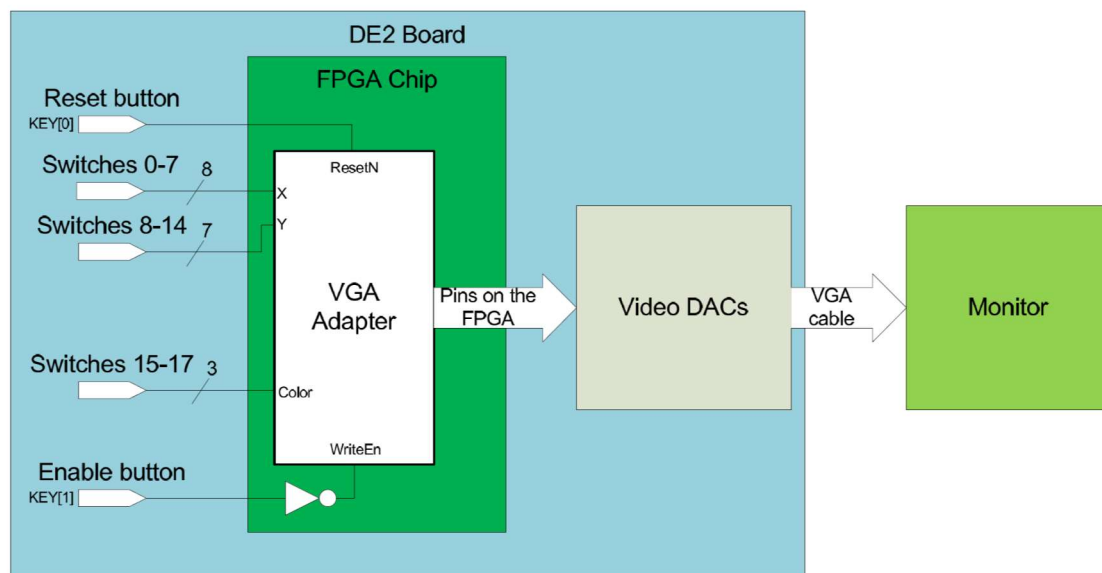 DE2 Board
FPGA Chip
Reset button
KEY[0]
ResetN
Switches 0-7
8
X
Switches 8-14
7
Y
VGA
Adapter
Pins on the
FPGA
Video DACs
VGA
cable
Monitor
Switches 15-17
3
Color
WriteEn
Enable button
KEY[1]